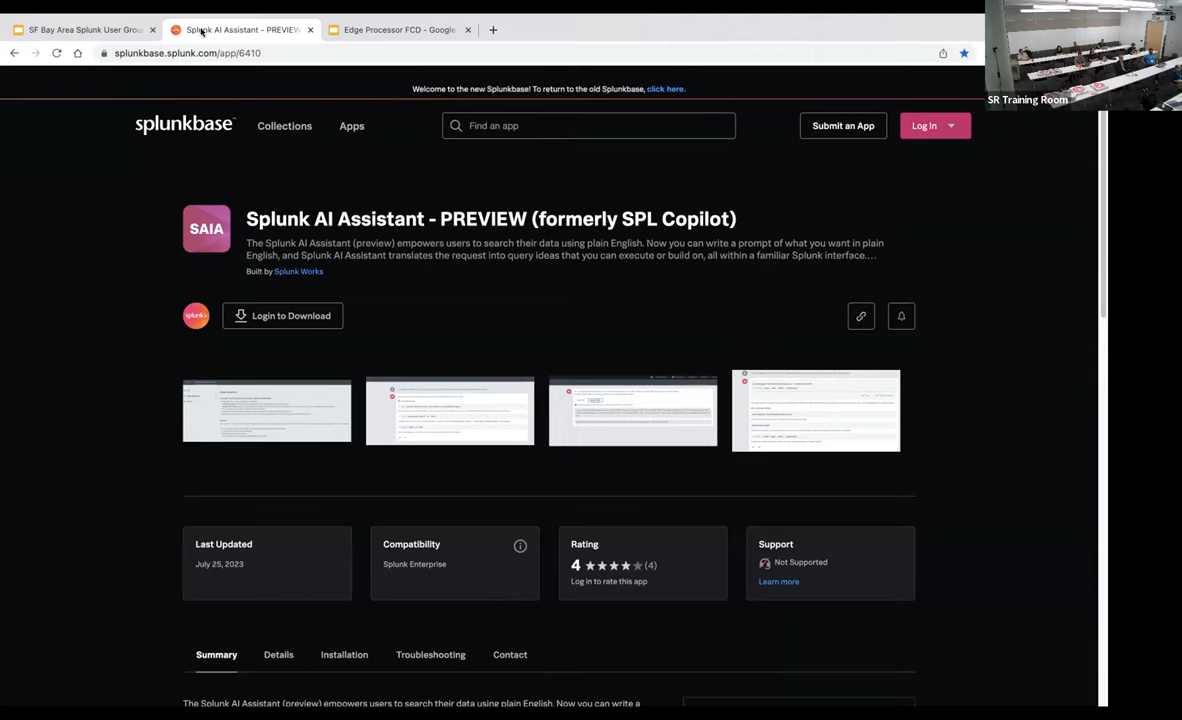 SF Bay Area Splunk User Grou
Splunk AI Assistant - PREVIEW
Edge Processor FCD - Google
splunkbase.splunk.com/app/6410
SR Training Room
Welcome to the new Splunkbase! To return to the old Splunkbase, click here.
splunkbase
Collections
Apps
Find an app
Submit an App
Log In
SAIA
Splunk AI Assistant - PREVIEW (formerly SPL Copilot)
The Splunk AI Assistant (preview) empowers users to search their data using plain English. Now you can write a prompt of what you want in plain
English, and Splunk AI Assistant translates the request into query ideas that you can execute or build on, all within a familiar Splunk interface....
Built by Splunk Works
splunk>
Login to Download
Last Updated
July 25, 2023
Compatibility
Splunk Enterprise
Rating
4 (4)
Log in to rate this app
Support
Not Supported
Learn more
Summary
Details
Installation
Troubleshooting
Contact
The Splunk AI Assistant (preview) empowers users to search their data using plain English. Now you can write a